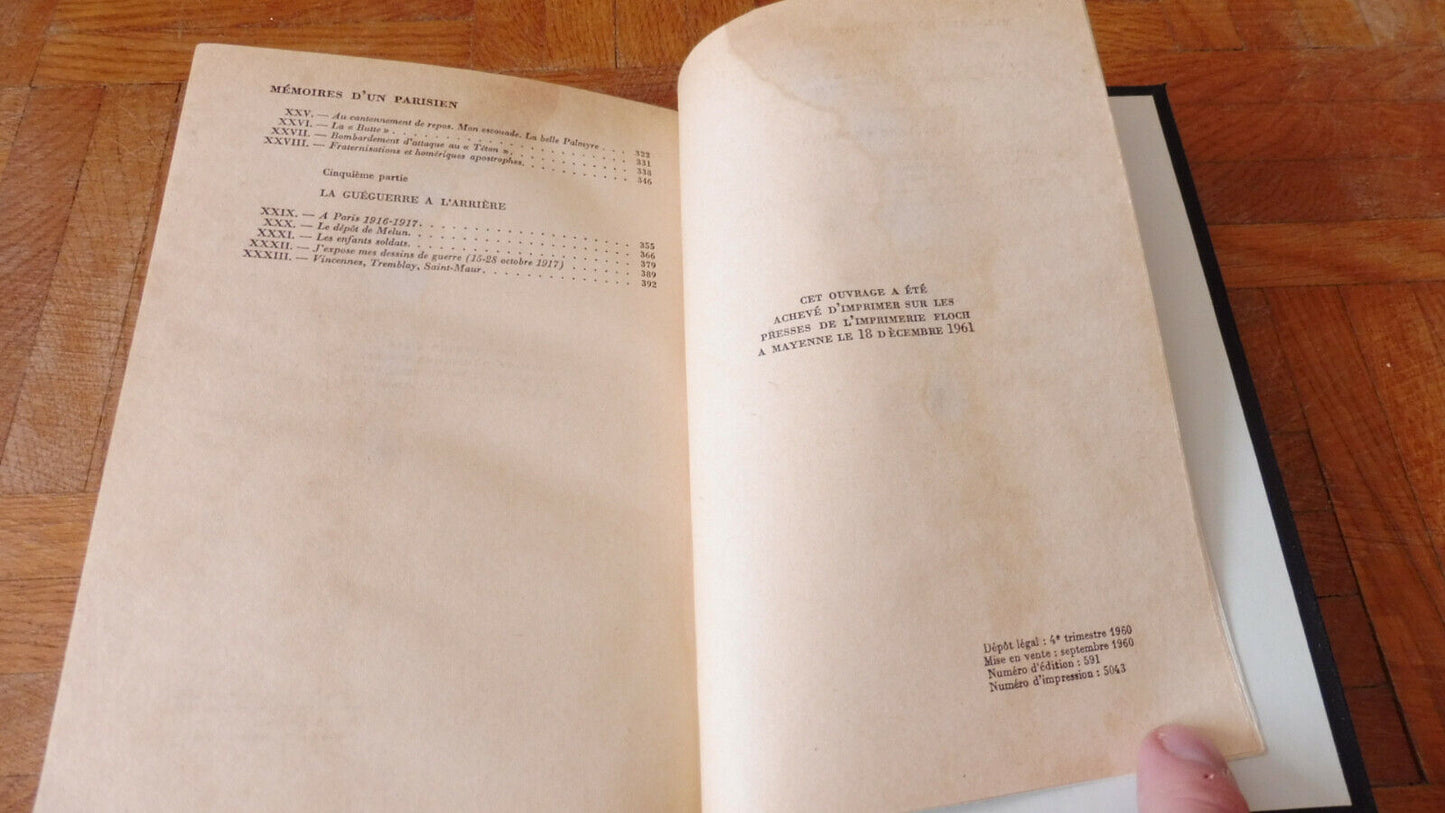 MÉMOIRES D'UN PARISIEN
XXV. — Au cantonnement de repos. Mon escouade. La belle Palmyre . . . 322
XXVI. — La « Butte » . . . . . . . . . . . . . . . . . . . . . . 331
XXVII. — Bombardement d'attaque au « Téton ». . . . . . . . . . . . 338
XXVIII. — Fraternisations et homériques apostrophes. . . . . . . . . . 346
Cinquième partie
LA GUÉGUERRE A L'ARRIÈRE
XXIX. — A Paris 1916-1917. . . . . . . . . . . . . . . . . . . . 355
XXX. — Le dépôt de Melun. . . . . . . . . . . . . . . . . . . . 366
XXXI. — Les enfants soldats. . . . . . . . . . . . . . . . . . . . 379
XXXII. — J'expose mes dessins de guerre (15-28 octobre 1917) . . . . . . 389
XXXIII. — Vincennes, Tremblay, Saint-Maur. . . . . . . . . . . . . . 392
CET OUVRAGE A ÉTÉ
ACHEVÉ D'IMPRIMER SUR LES
PRESSES DE L'IMPRIMERIE FLOCH
A MAYENNE LE 18 DÈCEMBRE 1961
Dépôt légal : 4e trimestre 1960
Mise en vente : septembre 1960
Numéro d'édition : 591
Numéro d'impression : 5043